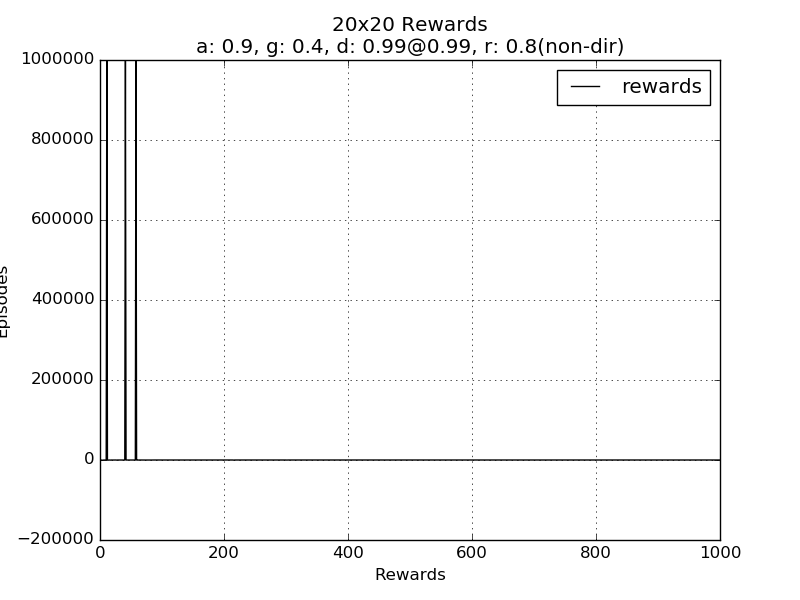 20x20 Rewards
a: 0.9, g: 0.4, d: 0.99@0.99, r: 0.8(non-dir)
1000000
rewards
800000
600000
400000
Episodes
200000
0
−200000
0 200 400 600 800 1000
Rewards